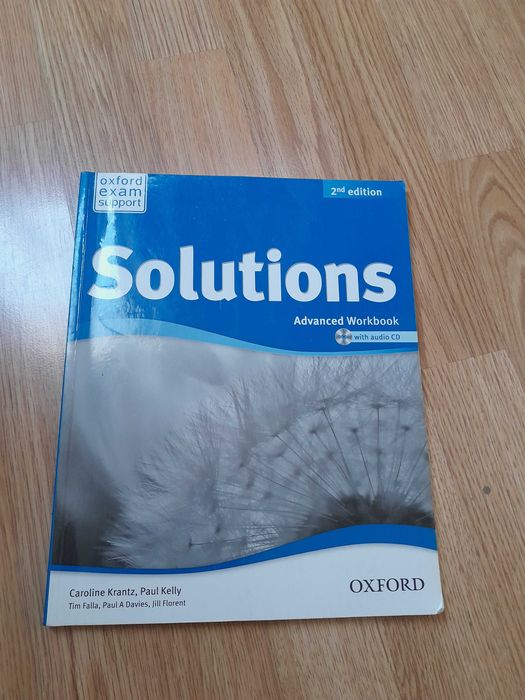 oxford
exam
support
2nd edition
Solutions
Advanced Workbook
with audio CD
Caroline Krantz, Paul Kelly
Tim Falla, Paul A Davies, Jill Florent
OXFORD